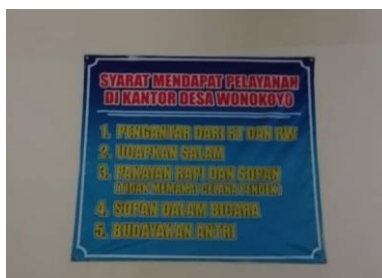 SYARAT MENDAPAT PELAYANAN
DI KANTOR DESA WONOKOYO
1. PENGANTAR DARI RT DAN RW
2. UCAPKAN SALAM
3. PAKAIAN RAPI DAN SOPAN
(TIDAK MEMAKAI CELANA PENDEK)
4. SOPAN DALAM BICARA
5. BUDAYAKAN ANTRI